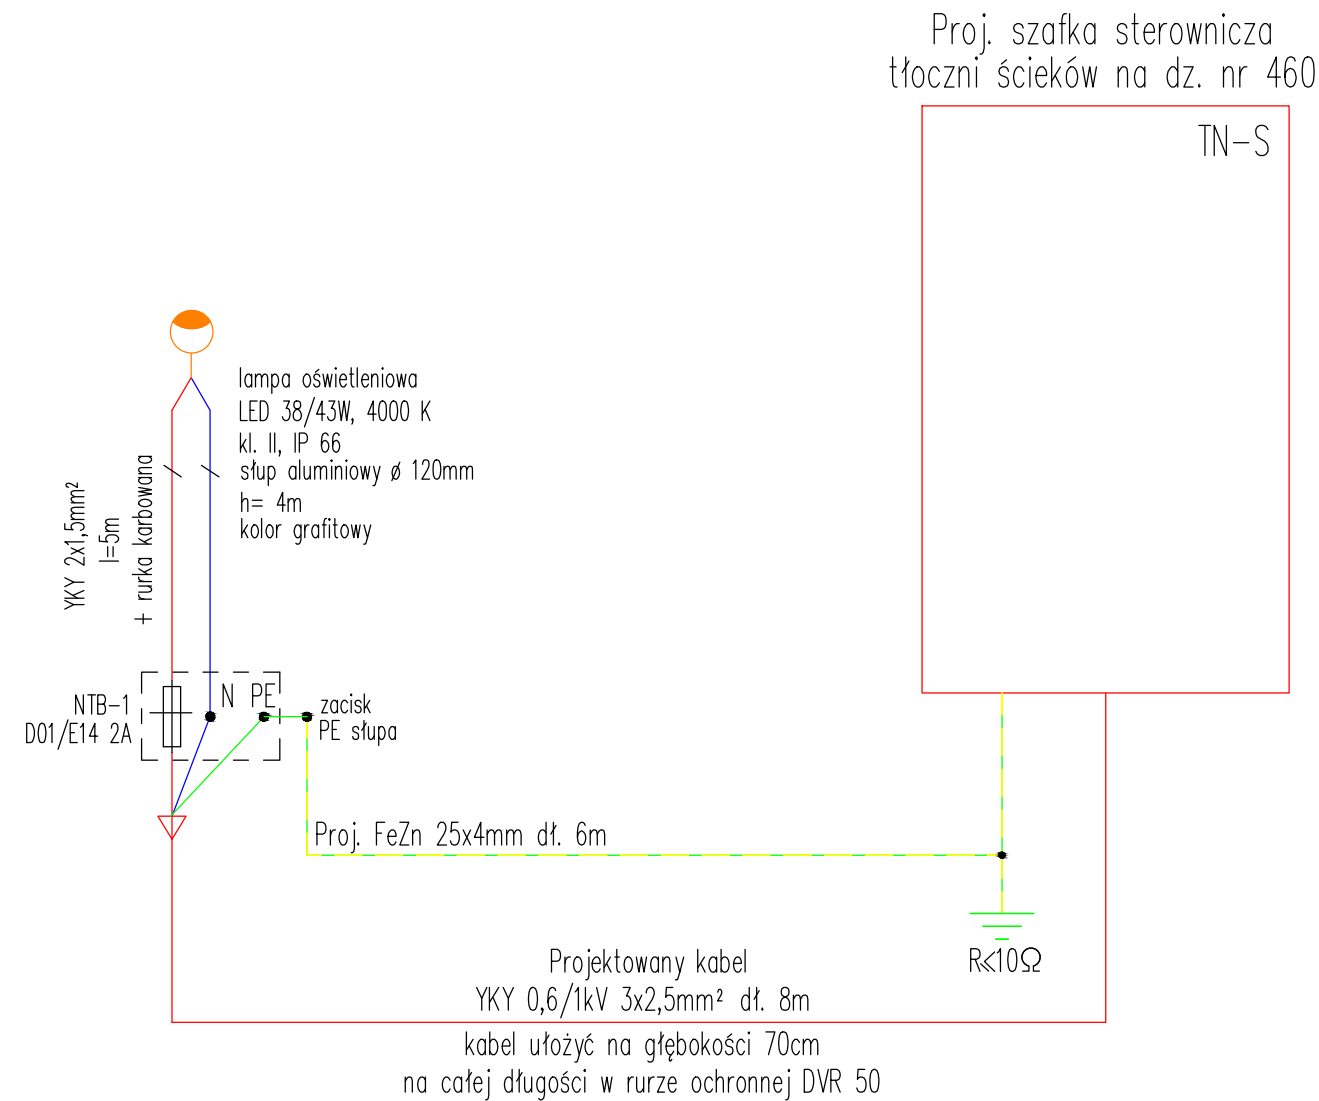 Proj. szafka sterownicza
tłoczni ścieków na dz. nr 460
TN-S
lampa oświetleniowa
LED 38/43W, 4000 K
kl. II, IP 66
słup aluminiowy ø 120mm
h= 4m
kolor grafitowy
YKY 2x1,5mm²
l=5m
+ rurka karbowana
NTB-1
D01/E14 2A
N PE
zacisk
PE słupa
Proj. FeZn 25x4mm dł. 6m
R≪10Ω
Projektowany kabel
YKY 0,6/1kV 3x2,5mm² dł. 8m
kabel ułożyć na głębokości 70cm
na całej długości w rurze ochronnej DVR 50